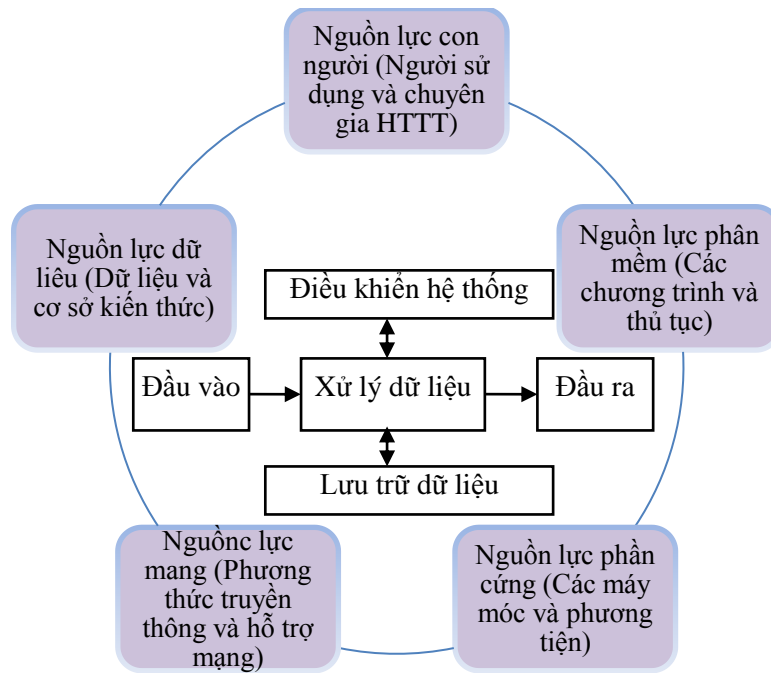 Nguồn lực con
người (Người sử
dụng và chuyên
gia HTTT)
Nguồn lực dữ
liêu (Dữ liệu và
cơ sở kiến thức)
Nguồn lực phân
mềm (Các
chương trình và
thủ tục)
Điều khiển hệ thống
Đầu vào
Xử lý dữ liệu
Đầu ra
Lưu trữ dữ liệu
Nguồnc lực
mang (Phương
thức truyền
thông và hỗ trợ
mạng)
Nguồn lực phần
cứng (Các máy
móc và phương
tiện)